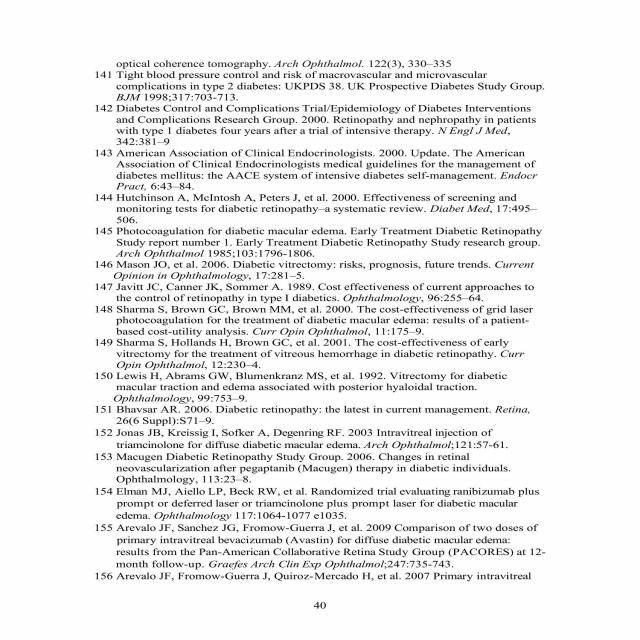 optical coherence tomography. Arch Ophthalmol. 122(3), 330–335
141 Tight blood pressure control and risk of macrovascular and microvascular
complications in type 2 diabetes: UKPDS 38. UK Prospective Diabetes Study Group.
BJM 1998;317:703-713.
142 Diabetes Control and Complications Trial/Epidemiology of Diabetes Interventions
and Complications Research Group. 2000. Retinopathy and nephropathy in patients
with type 1 diabetes four years after a trial of intensive therapy. N Engl J Med,
342:381–9
143 American Association of Clinical Endocrinologists. 2000. Update. The American
Association of Clinical Endocrinologists medical guidelines for the management of
diabetes mellitus: the AACE system of intensive diabetes self-management. Endocr
Pract, 6:43–84.
144 Hutchinson A, McIntosh A, Peters J, et al. 2000. Effectiveness of screening and
monitoring tests for diabetic retinopathy–a systematic review. Diabet Med, 17:495–
506.
145 Photocoagulation for diabetic macular edema. Early Treatment Diabetic Retinopathy
Study report number 1. Early Treatment Diabetic Retinopathy Study research group.
Arch Ophthalmol 1985;103:1796-1806.
146 Mason JO, et al. 2006. Diabetic vitrectomy: risks, prognosis, future trends. Current
Opinion in Ophthalmology, 17:281–5.
147 Javitt JC, Canner JK, Sommer A. 1989. Cost effectiveness of current approaches to
the control of retinopathy in type I diabetics. Ophthalmology, 96:255–64.
148 Sharma S, Brown GC, Brown MM, et al. 2000. The cost-effectiveness of grid laser
photocoagulation for the treatment of diabetic macular edema: results of a patient-
based cost-utility analysis. Curr Opin Ophthalmol, 11:175–9.
149 Sharma S, Hollands H, Brown GC, et al. 2001. The cost-effectiveness of early
vitrectomy for the treatment of vitreous hemorrhage in diabetic retinopathy. Curr
Opin Ophthalmol, 12:230–4.
150 Lewis H, Abrams GW, Blumenkranz MS, et al. 1992. Vitrectomy for diabetic
macular traction and edema associated with posterior hyaloidal traction.
Ophthalmology, 99:753–9.
151 Bhavsar AR. 2006. Diabetic retinopathy: the latest in current management. Retina,
26(6 Suppl):S71–9.
152 Jonas JB, Kreissig I, Sofker A, Degenring RF. 2003 Intravitreal injection of
triamcinolone for diffuse diabetic macular edema. Arch Ophthalmol;121:57-61.
153 Macugen Diabetic Retinopathy Study Group. 2006. Changes in retinal
neovascularization after pegaptanib (Macugen) therapy in diabetic individuals.
Ophthalmology, 113:23–8.
154 Elman MJ, Aiello LP, Beck RW, et al. Randomized trial evaluating ranibizumab plus
prompt or deferred laser or triamcinolone plus prompt laser for diabetic macular
edema. Ophthalmology 117:1064-1077 e1035.
155 Arevalo JF, Sanchez JG, Fromow-Guerra J, et al. 2009 Comparison of two doses of
primary intravitreal bevacizumab (Avastin) for diffuse diabetic macular edema:
results from the Pan-American Collaborative Retina Study Group (PACORES) at 12-
month follow-up. Graefes Arch Clin Exp Ophthalmol;247:735-743.
156 Arevalo JF, Fromow-Guerra J, Quiroz-Mercado H, et al. 2007 Primary intravitreal
40